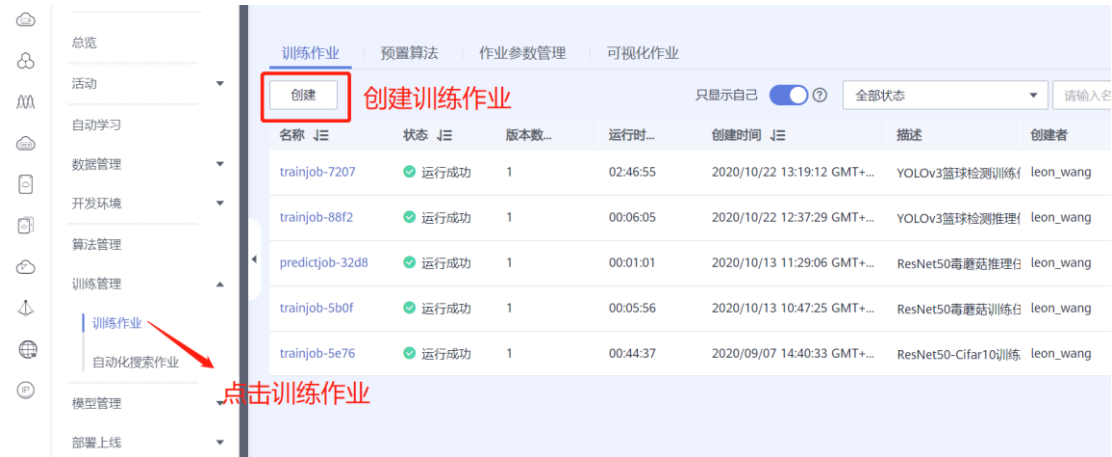 总览
活动
自动学习
数据管理
开发环境
算法管理
训练管理
训练作业
自动化搜索作业
模型管理
部署上线
点击训练作业
训练作业 预置算法 作业参数管理 可视化作业
创建 创建训练作业 只显示自己 全部状态 请输入名
名称 状态 版本数... 运行时... 创建时间 描述 创建者
trainjob-7207 运行成功 1 02:46:55 2020/10/22 13:19:12 GMT+... YOLOv3篮球检测训练 leon_wang
trainjob-88f2 运行成功 1 00:06:05 2020/10/22 12:37:29 GMT+... YOLOv3篮球检测推理 leon_wang
predictjob-32d8 运行成功 1 00:01:01 2020/10/13 11:29:06 GMT+... ResNet50毒蘑菇推理任 leon_wang
trainjob-5b0f 运行成功 1 00:05:56 2020/10/13 10:47:25 GMT+... ResNet50毒蘑菇训练任 leon_wang
trainjob-5e76 运行成功 1 00:44:37 2020/09/07 14:40:33 GMT+... ResNet50-Cifar10训练 leon_wang
IP